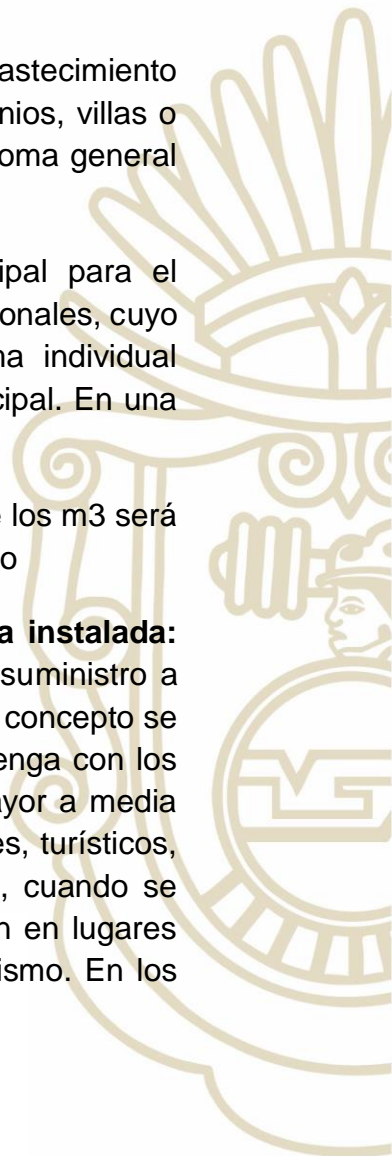 astecimiento
nios, villas o
oma general
ipal para el
onales, cuyo
na individual
cipal. En una
e los m3 será
o
a instalada:
suministro a
concepto se
enga con los
ayor a media
es, turísticos,
, cuando se
n en lugares
ismo. En los